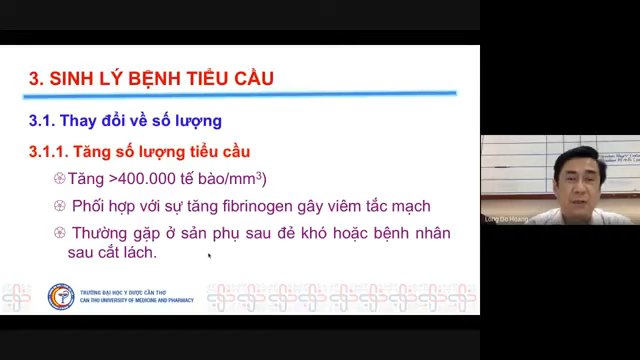 3. SINH LÝ BỆNH TIỂU CẦU
3.1. Thay đổi về số lượng
3.1.1. Tăng số lượng tiểu cầu
Tăng >400.000 tế bào/mm³)
Phối hợp với sự tăng fibrinogen gây viêm tắc mạch
Thường gặp ở sản phụ sau đẻ khó hoặc bệnh nhân
sau cắt lách.
TRƯỜNG ĐẠI HỌC Y DƯỢC CẦN THƠ
CAN THO UNIVERSITY OF MEDICINE AND PHARMACY
Long Do Hoang